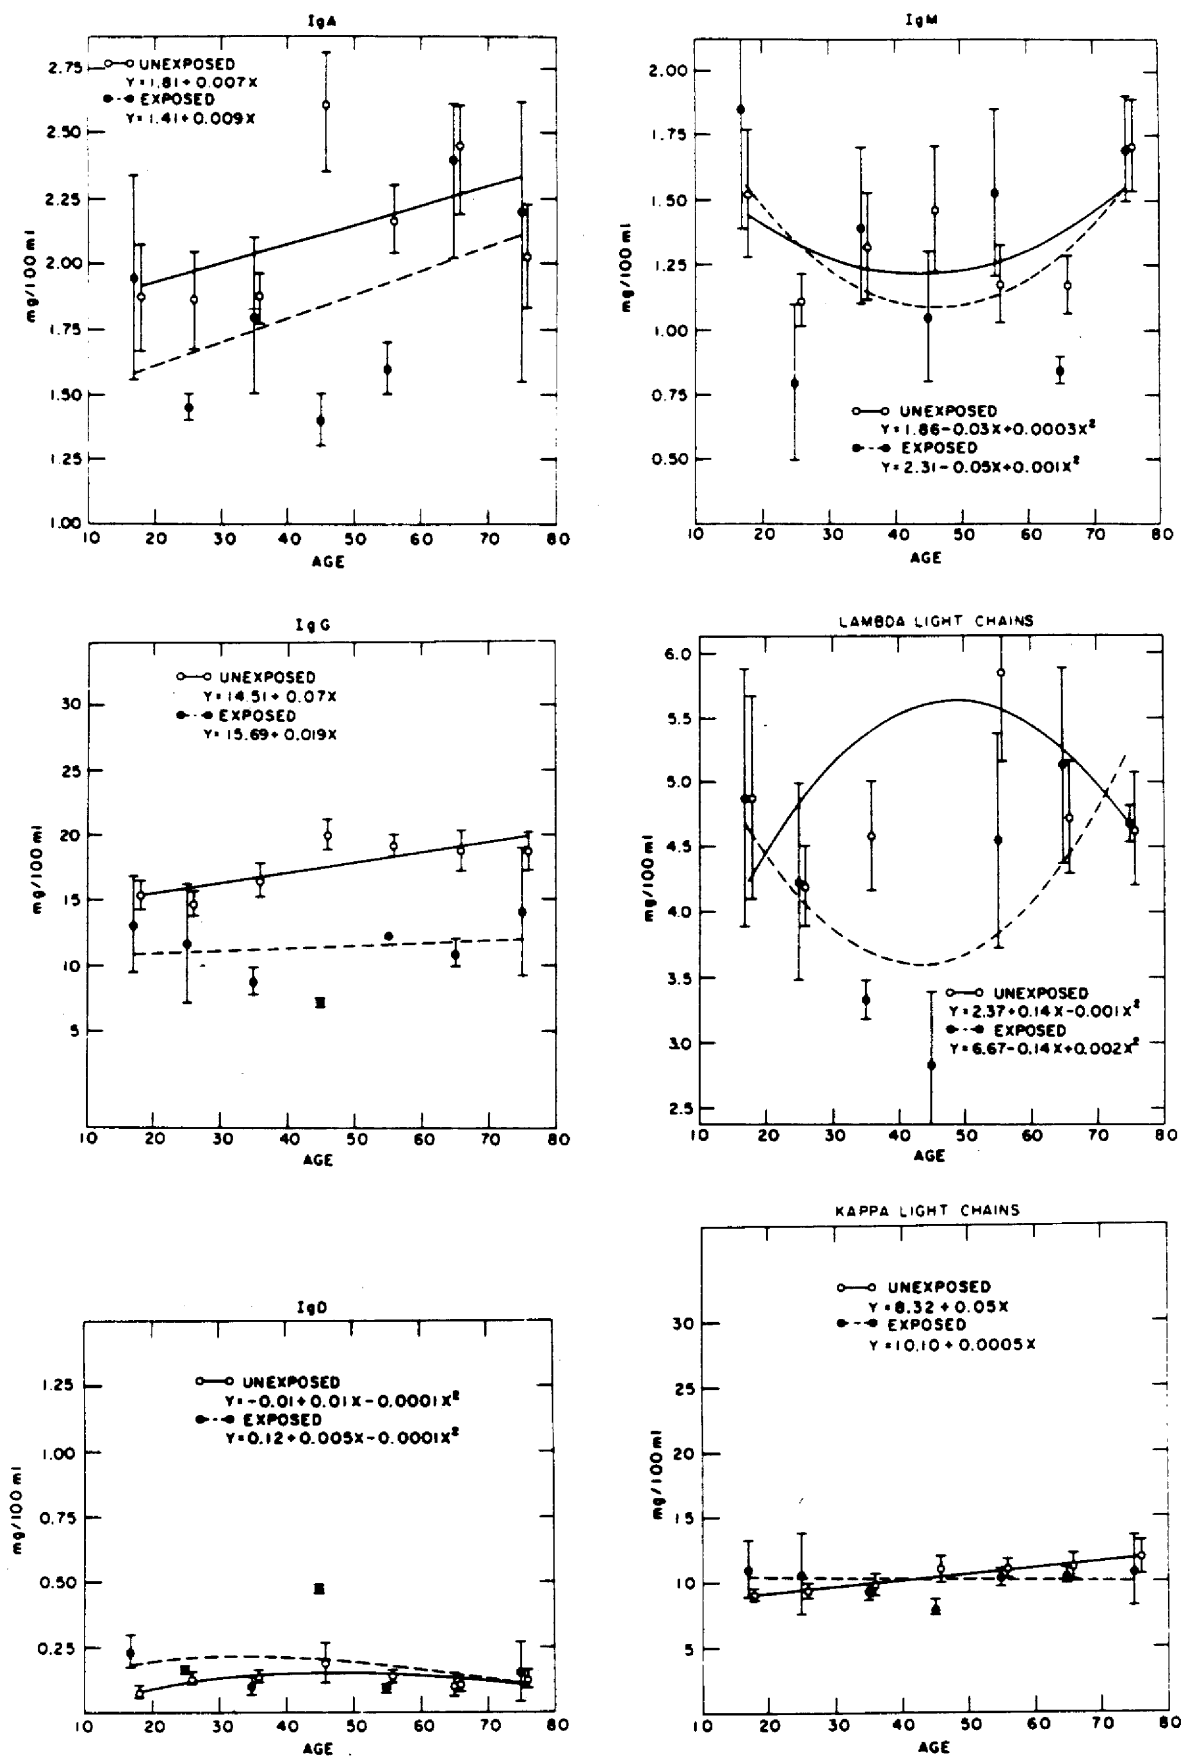 IgA
2.75
2.50
2.25
2.00
1.75
1.50
1.25
1.00
mg/100 ml
UNEXPOSED
Y=1.81+0.007X
EXPOSED
Y=1.41+0.009X
10 20 30 40 50 60 70 80
AGE
IgM
2.00
1.75
1.50
1.25
1.00
0.75
0.50
mg/100 ml
UNEXPOSED
Y=1.86-0.03X+0.0003X²
EXPOSED
Y=2.31-0.05X+0.001X²
10 20 30 40 50 60 70 80
AGE
IgG
30
25
20
15
10
5
mg/100 ml
UNEXPOSED
Y=14.51+0.07X
EXPOSED
Y=15.69+0.019X
10 20 30 40 50 60 70 80
AGE
LAMBDA LIGHT CHAINS
6.0
5.5
5.0
4.5
4.0
3.5
3.0
2.5
mg/100 ml
UNEXPOSED
Y=2.37+0.14X-0.001X²
EXPOSED
Y=6.67-0.14X+0.002X²
10 20 30 40 50 60 70 80
AGE
IgD
1.25
1.00
0.75
0.50
0.25
mg/100 ml
UNEXPOSED
Y=-0.01+0.01X-0.0001X²
EXPOSED
Y=0.12+0.005X-0.0001X²
10 20 30 40 50 60 70 80
AGE
KAPPA LIGHT CHAINS
30
25
20
15
10
5
mg/100 ml
UNEXPOSED
Y=8.32+0.05X
EXPOSED
Y=10.10+0.0005X
10 20 30 40 50 60 70 80
AGE